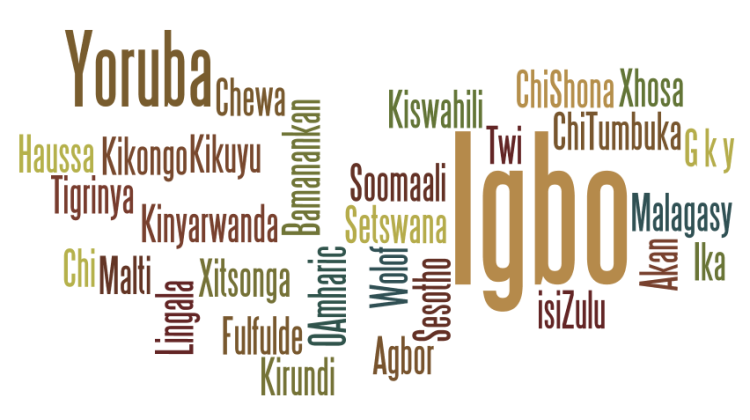 Yoruba
Chewa
Kiswahili
ChiShona
Xhosa
Haussa
Kikongo
Kikuyu
Bamanankan
Twi
ChiTumbuka
G k y
Tigrinya
Kinyarwanda
Soomaali
Setswana
Igbo
Malagasy
Chi
Malti
Lingala
Xitsonga
OAmharic
Wolof
Sesotho
Akan
Ika
Fulfulde
Kirundi
Agbor
isiZulu